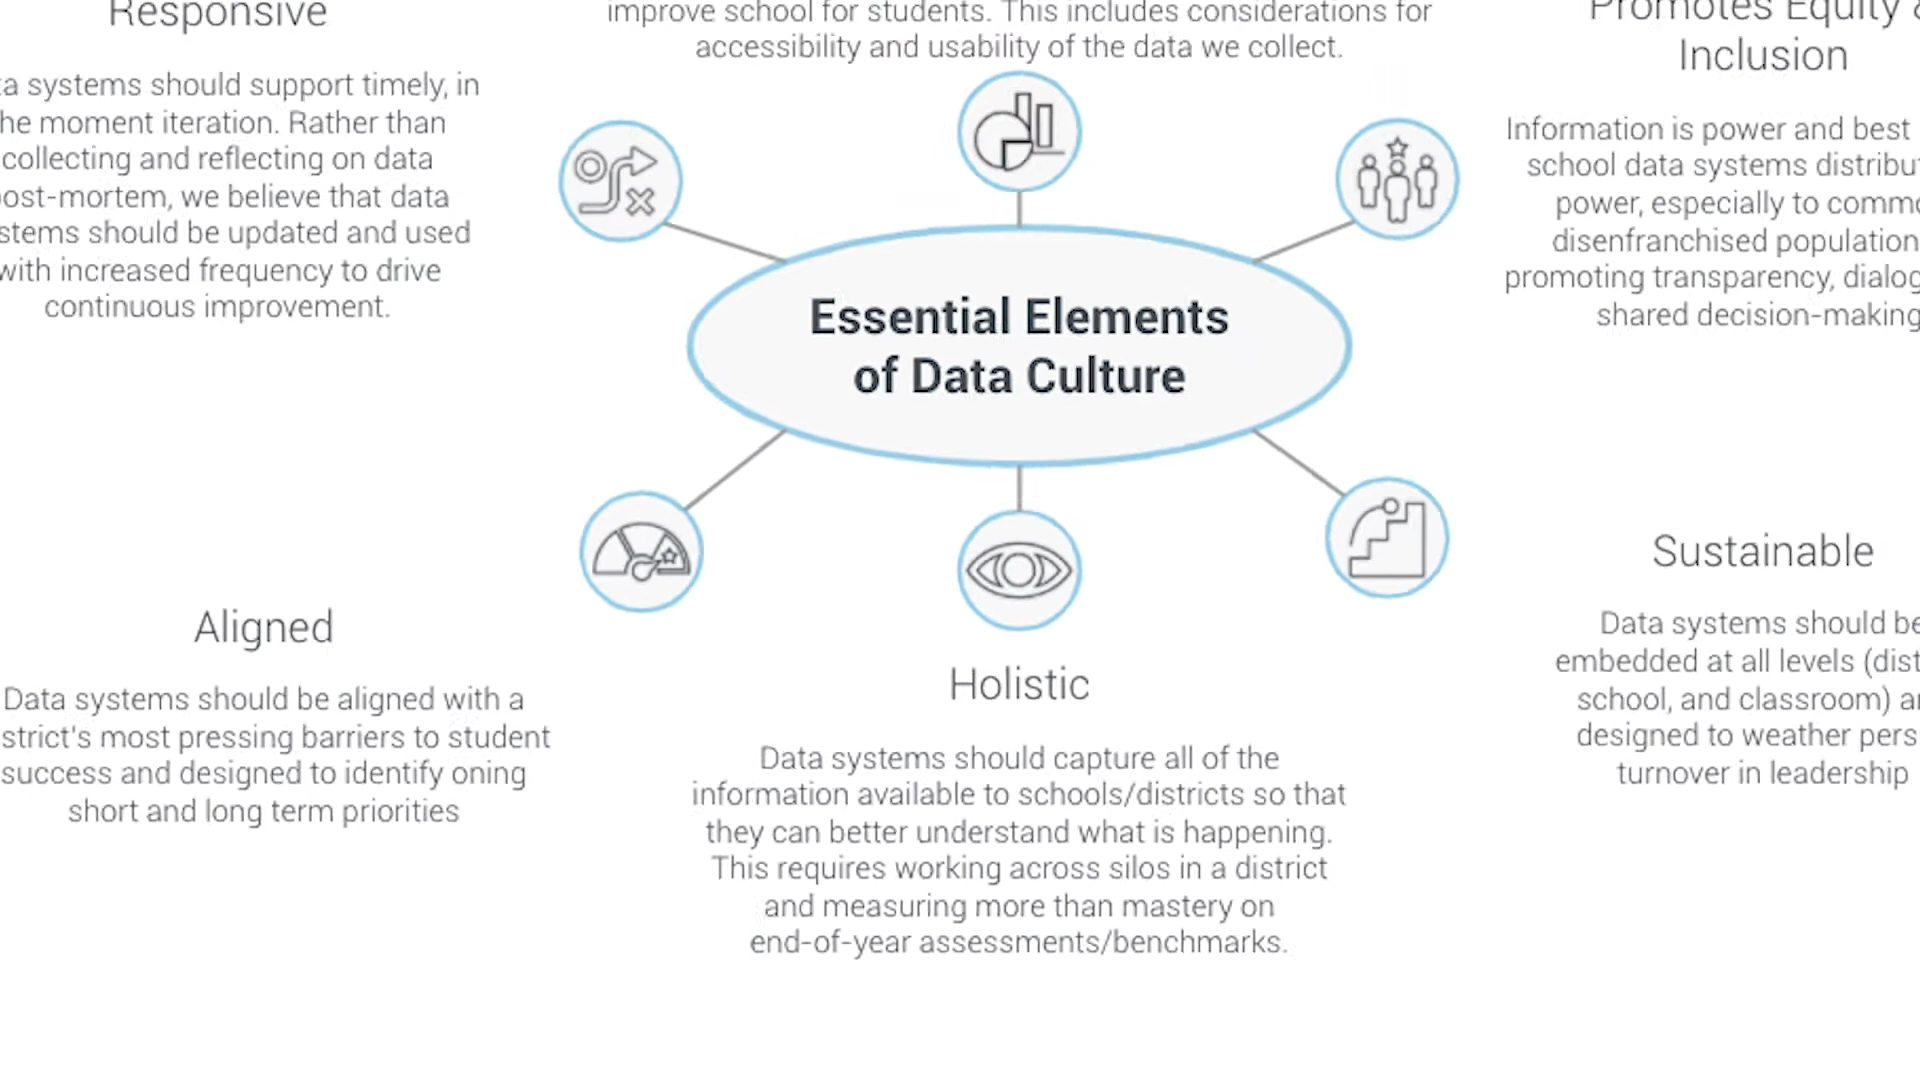 Responsive
systems should support timely, in
moment iteration. Rather than
collecting and reflecting on data
we believe that data
should be updated and used
with increased frequency to drive
continuous improvement.
improve school for students. This includes considerations for
accessibility and usability of the data we collect.
Promotes Equity
Inclusion
Information is power and best
school data systems
power, especially to
disenfranchised
promoting transparency,
shared decision-making
Essential Elements
of Data Culture
Aligned
Data systems should be aligned with a
most pressing barriers to student
success and designed to identify oning
short and long term priorities
Holistic
Data systems should capture all of the
information available to schools/districts so that
they can better understand what is happening.
This requires working across silos in a district
and measuring more than mastery on
end-of-year assessments/benchmarks.
Sustainable
Data systems should
embedded at all levels
school, and classroom)
designed to weather
turnover in leadership